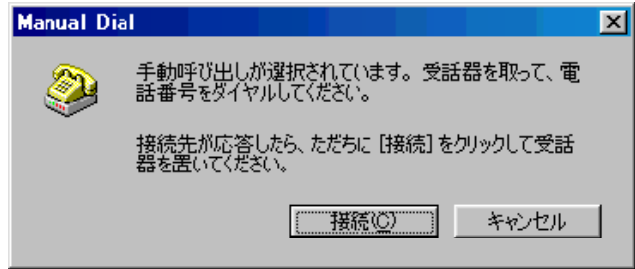 Manual Dial
手動呼び出しが選択されています。受話器を取って、電
話番号をダイヤルしてください。
接続先が応答したら、ただちに [接続] をクリックして受話
器を置いてください。
接続(C)
キャンセル